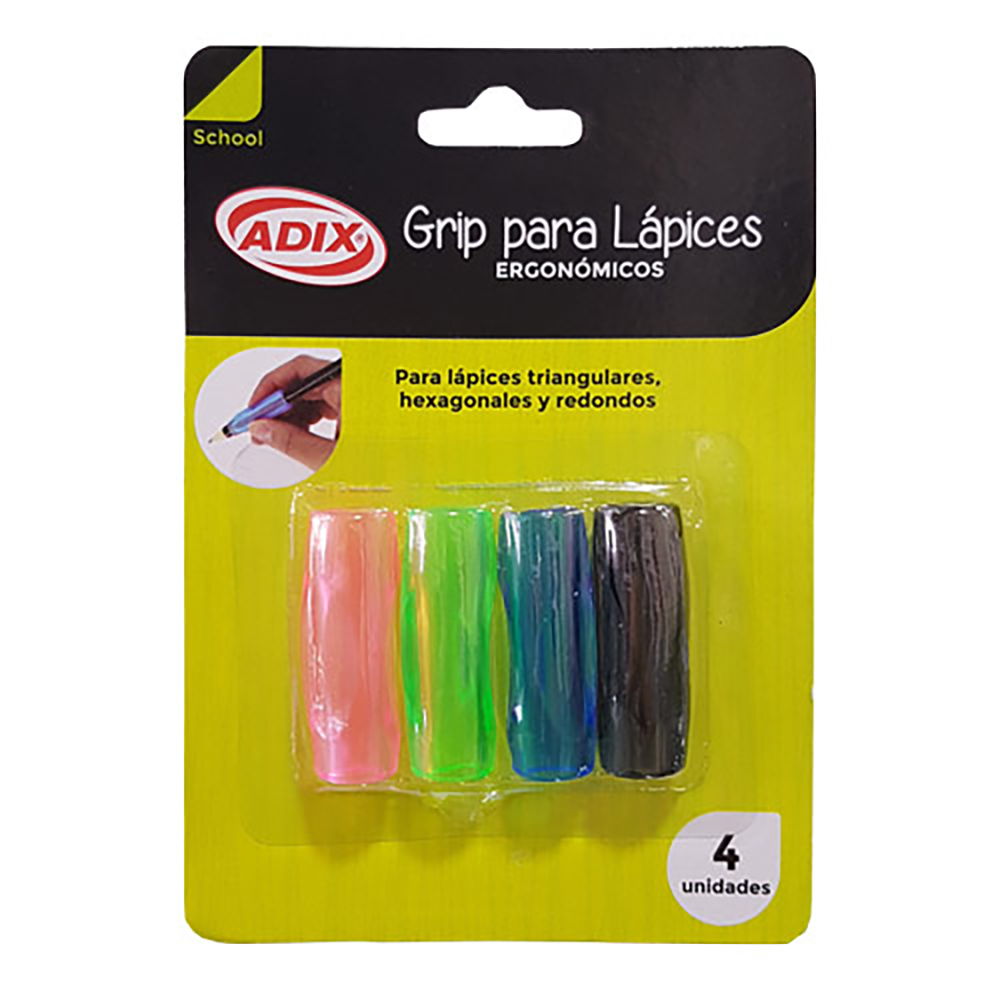 School
ADIX®
Grip para Lápices
ERGONÓMICOS
Para lápices triangulares,
hexagonales y redondos
4
unidades